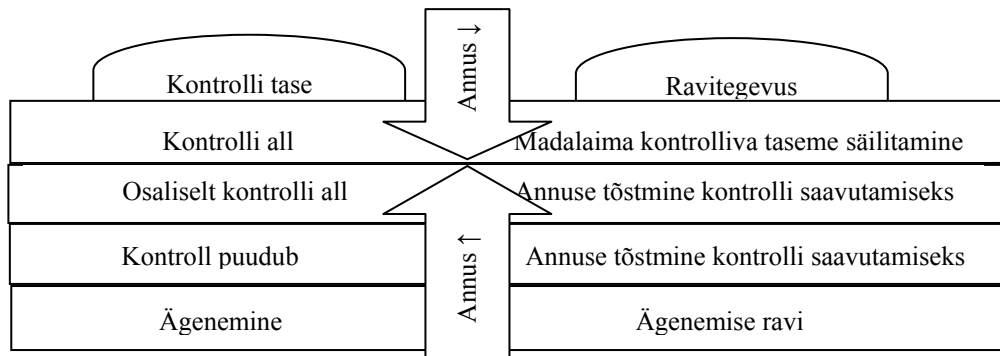 Annus ↓
Kontrolli tase
Ravitegevus
Kontrolli all
Madalaima kontrolliva taseme säilitamine
Osaliselt kontrolli all
Annuse tõstmine kontrolli saavutamiseks
Kontroll puudub
Annuse tõstmine kontrolli saavutamiseks
Annus ↑
Ägenemine
Ägenemise ravi